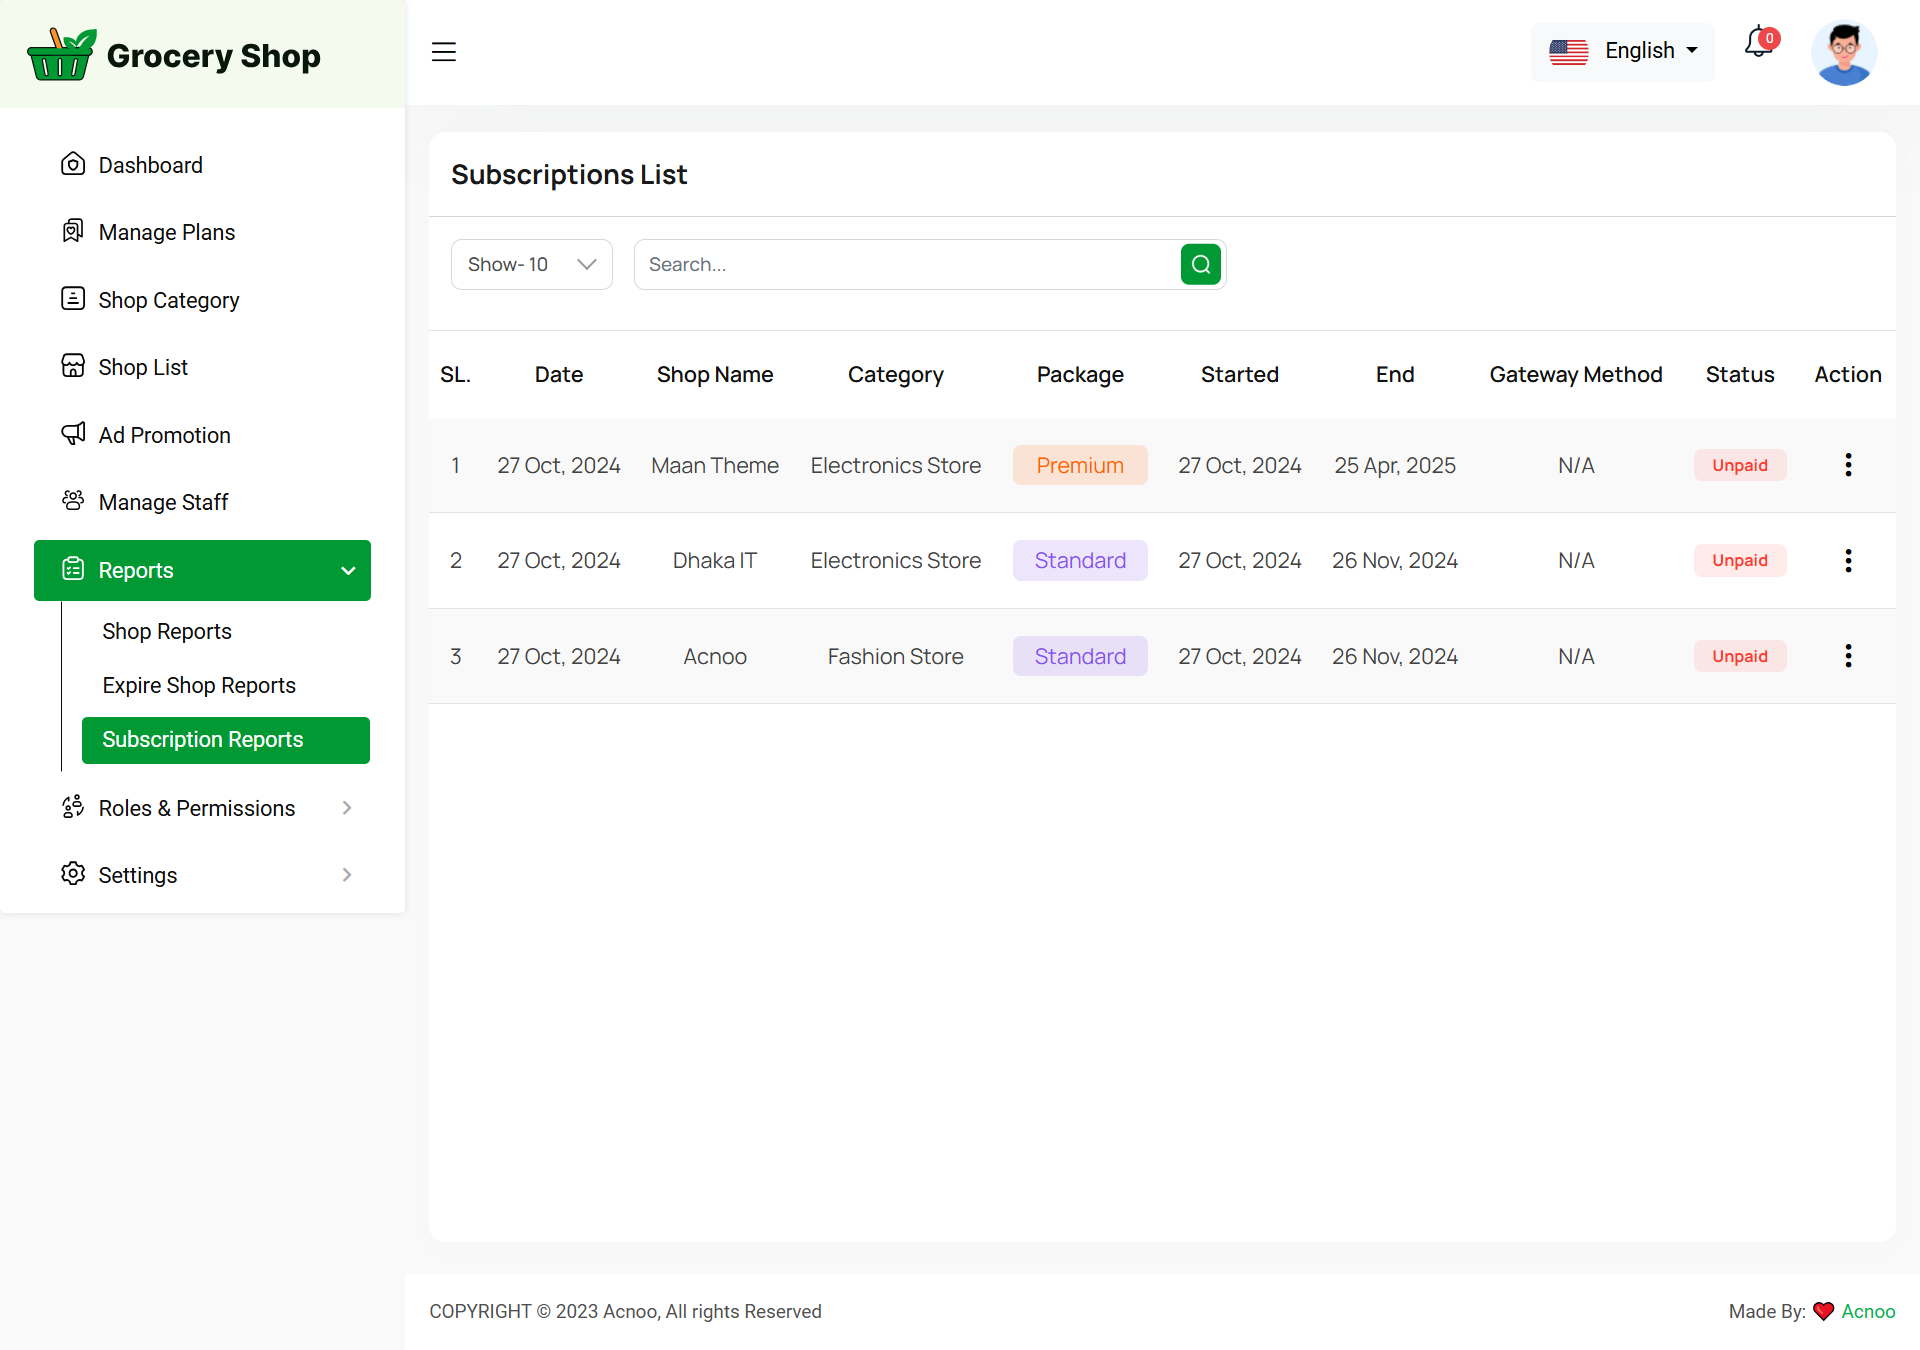 Grocery Shop
English
0
Dashboard
Manage Plans
Shop Category
Shop List
Ad Promotion
Manage Staff
Reports
Shop Reports
Expire Shop Reports
Subscription Reports
Roles & Permissions
Settings
Subscriptions List
Show- 10
Search...
SL. Date Shop Name Category Package Started End Gateway Method Status Action
1 27 Oct, 2024 Maan Theme Electronics Store Premium 27 Oct, 2024 25 Apr, 2025 N/A Unpaid
2 27 Oct, 2024 Dhaka IT Electronics Store Standard 27 Oct, 2024 26 Nov, 2024 N/A Unpaid
3 27 Oct, 2024 Acnoo Fashion Store Standard 27 Oct, 2024 26 Nov, 2024 N/A Unpaid
COPYRIGHT © 2023 Acnoo, All rights Reserved
Made By: ❤️ Acnoo